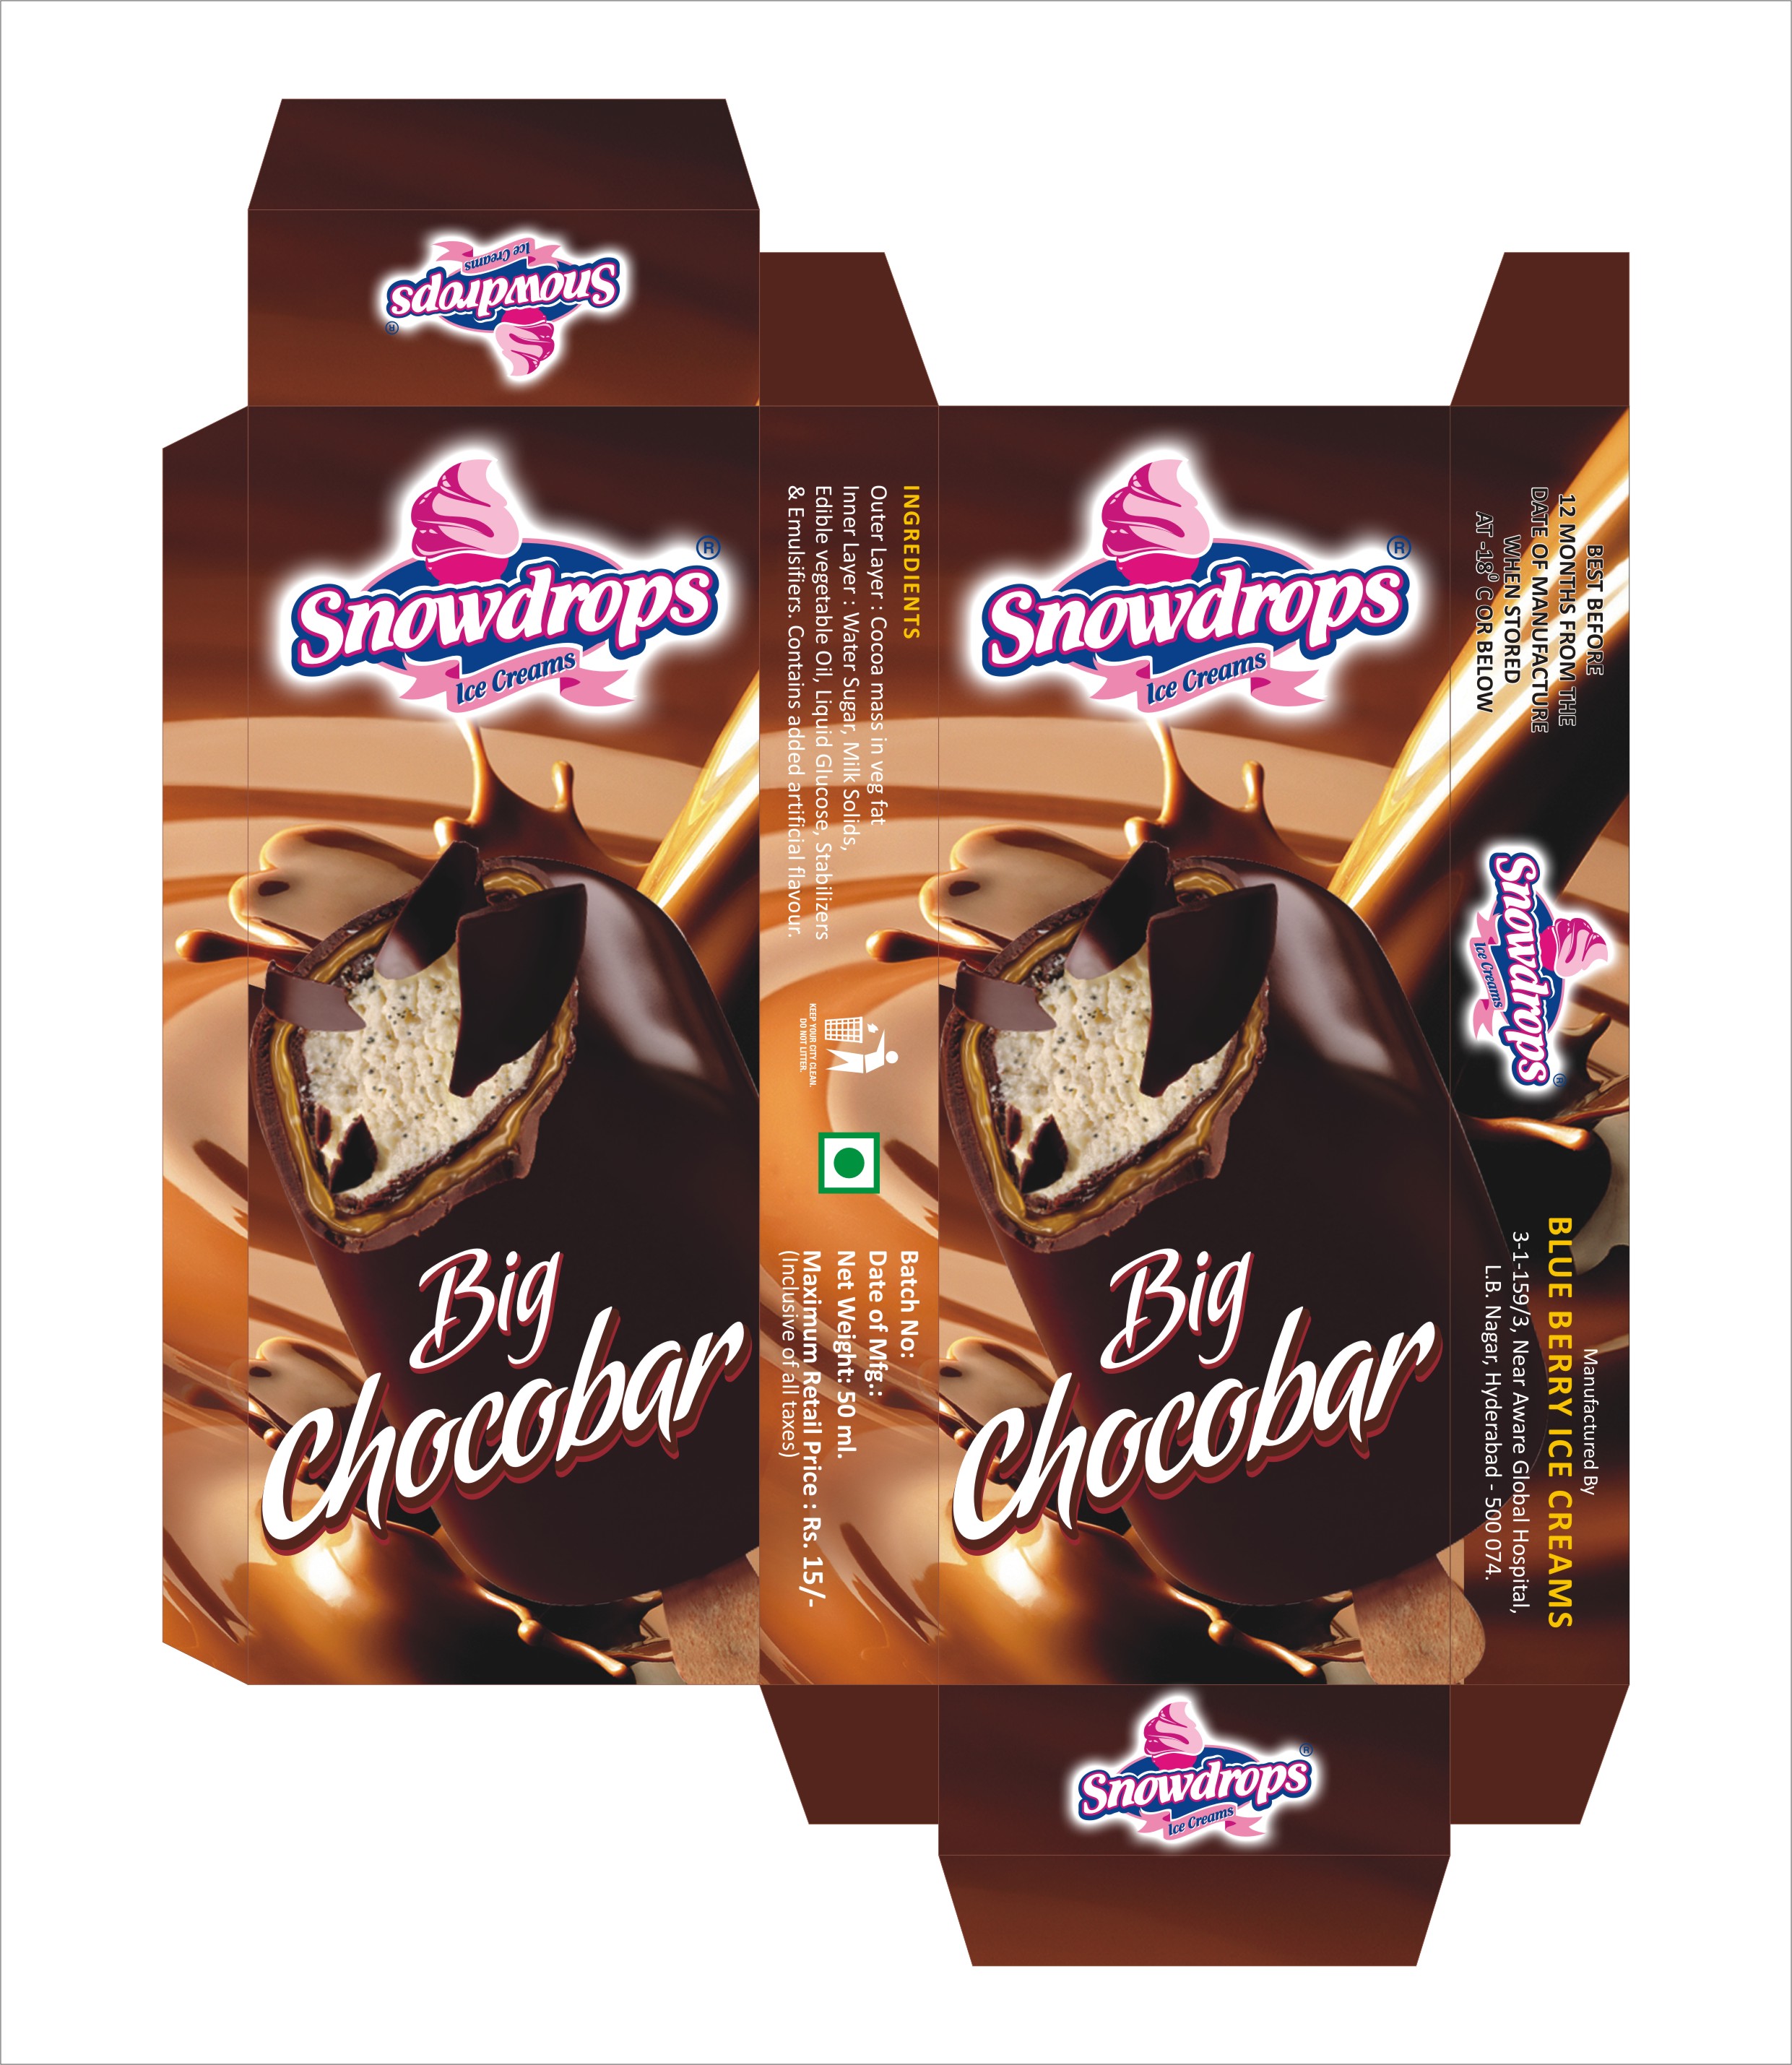 Snowdrops
Ice Creams
®
Snowdrops
®
Ice Creams
Big
Chocobar
INGREDIENTS
Outer Layer : Cocoa mass in veg fat
Inner Layer : Water Sugar, Milk Solids,
Edible vegetable Oil, Liquid Glucose, Stabilizers
& Emulsifiers. Contains added artificial flavour.
KEEP YOUR CITY CLEAN.
DO NOT LITTER.
Batch No:
Date of Mfg.:
Net Weight: 50 ml.
Maximum Retail Price : Rs. 15/-
(Inclusive of all taxes)
Snowdrops
®
Ice Creams
Big
Chocobar
BEST BEFORE
12 MONTHS FROM THE
DATE OF MANUFACTURE
WHEN STORED
AT -18⁰ C OR BELOW
Snowdrops
®
Ice Creams
Manufactured By
BLUE BERRY ICE CREAMS
3-1-159/3, Near Aware Global Hospital,
L.B. Nagar, Hyderabad - 500 074.
Snowdrops
®
Ice Creams